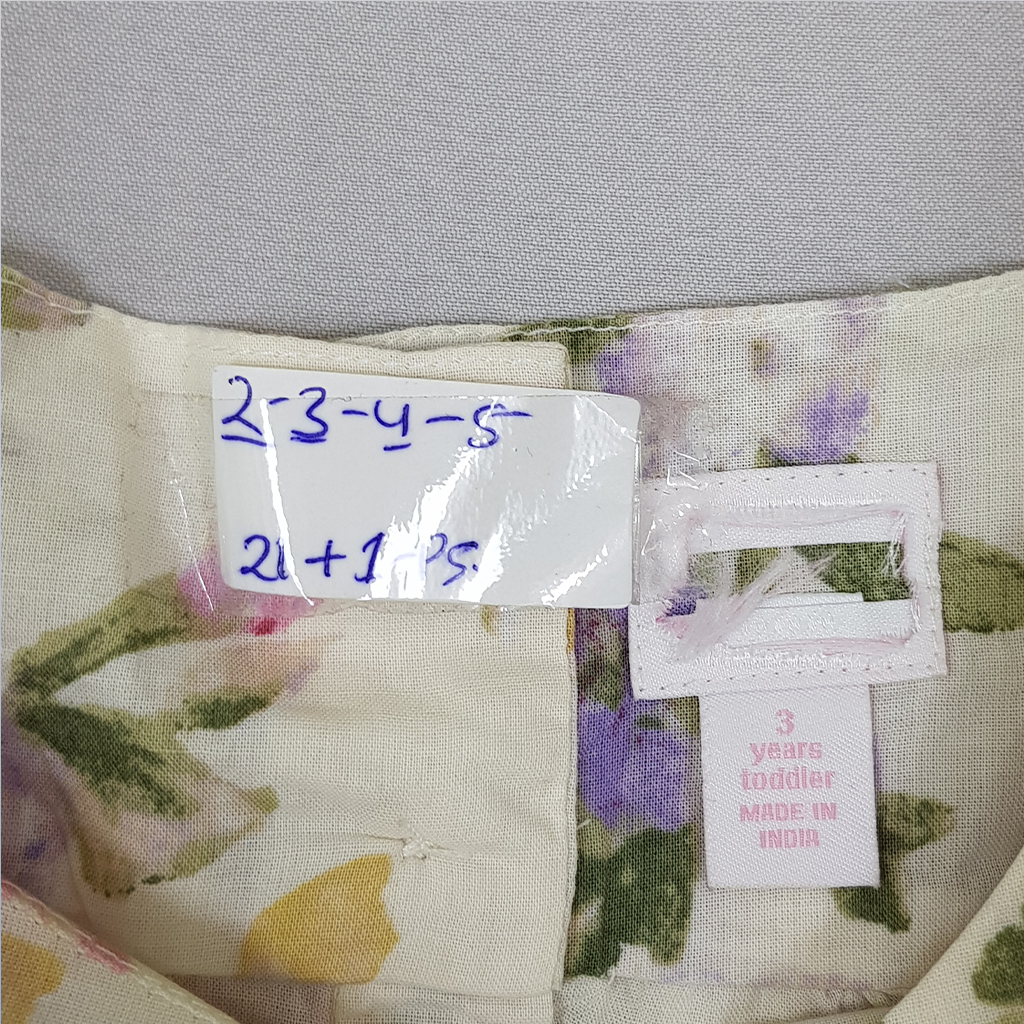 2-3-4-5
21+1 Ps.
3
years
toddler
MADE IN
INDIA